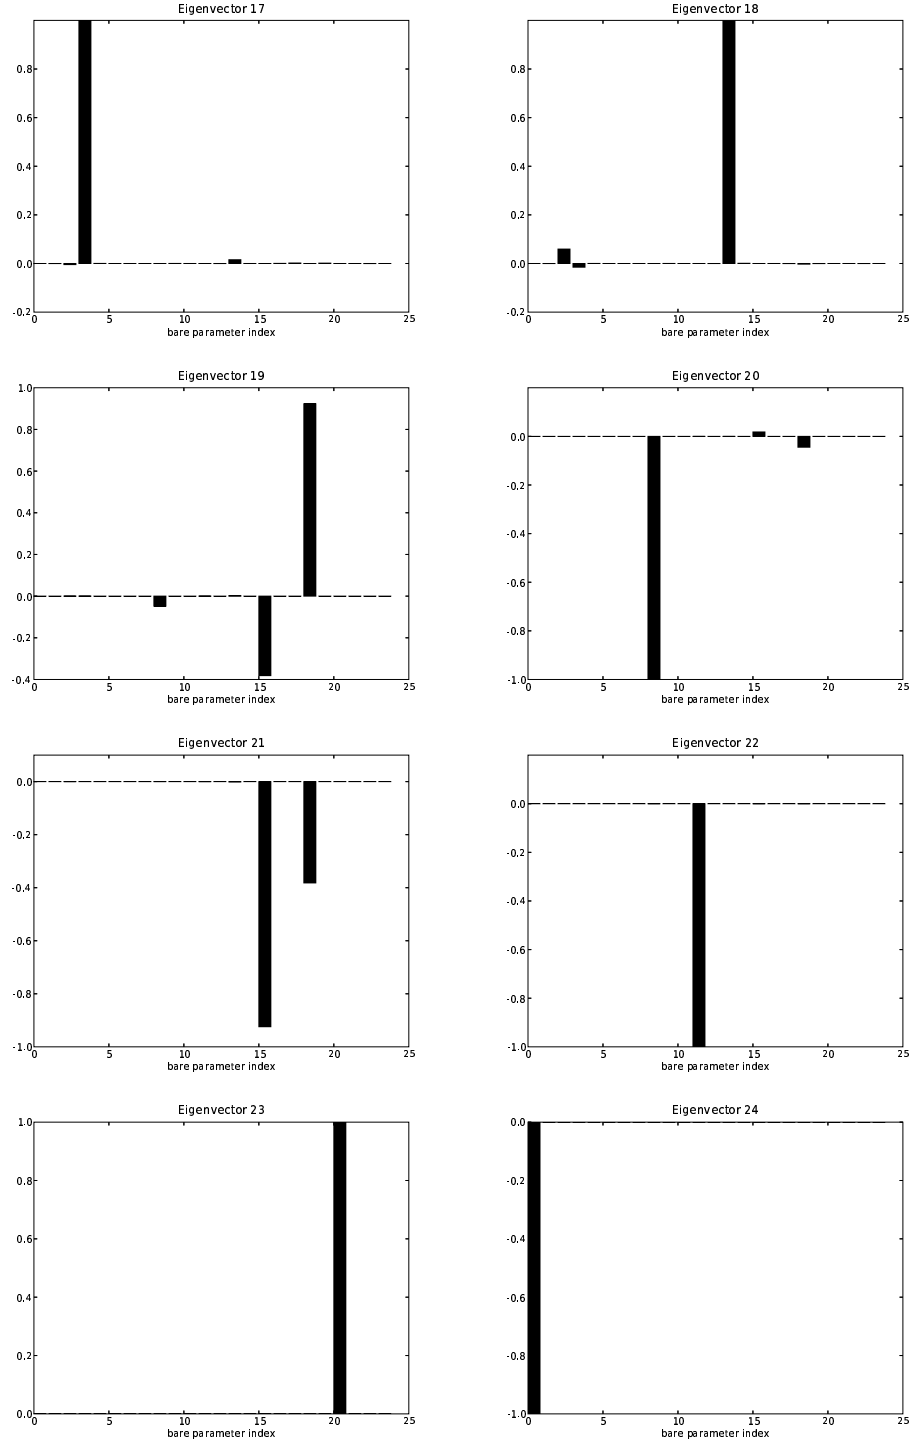 Eigenvector 17
0.8
0.6
0.4
0.2
0.0
-0.2
0 5 10 15 20 25
bare parameter index
Eigenvector 18
0.8
0.6
0.4
0.2
0.0
-0.2
0 5 10 15 20 25
bare parameter index
Eigenvector 19
1.0
0.8
0.6
0.4
0.2
0.0
-0.2
-0.4
0 5 10 15 20 25
bare parameter index
Eigenvector 20
0.0
-0.2
-0.4
-0.6
-0.8
-1.0
0 5 10 15 20 25
bare parameter index
Eigenvector 21
0.0
-0.2
-0.4
-0.6
-0.8
-1.0
0 5 10 15 20 25
bare parameter index
Eigenvector 22
0.0
-0.2
-0.4
-0.6
-0.8
-1.0
0 5 10 15 20 25
bare parameter index
Eigenvector 23
1.0
0.8
0.6
0.4
0.2
0.0
0 5 10 15 20 25
bare parameter index
Eigenvector 24
0.0
-0.2
-0.4
-0.6
-0.8
-1.0
0 5 10 15 20 25
bare parameter index